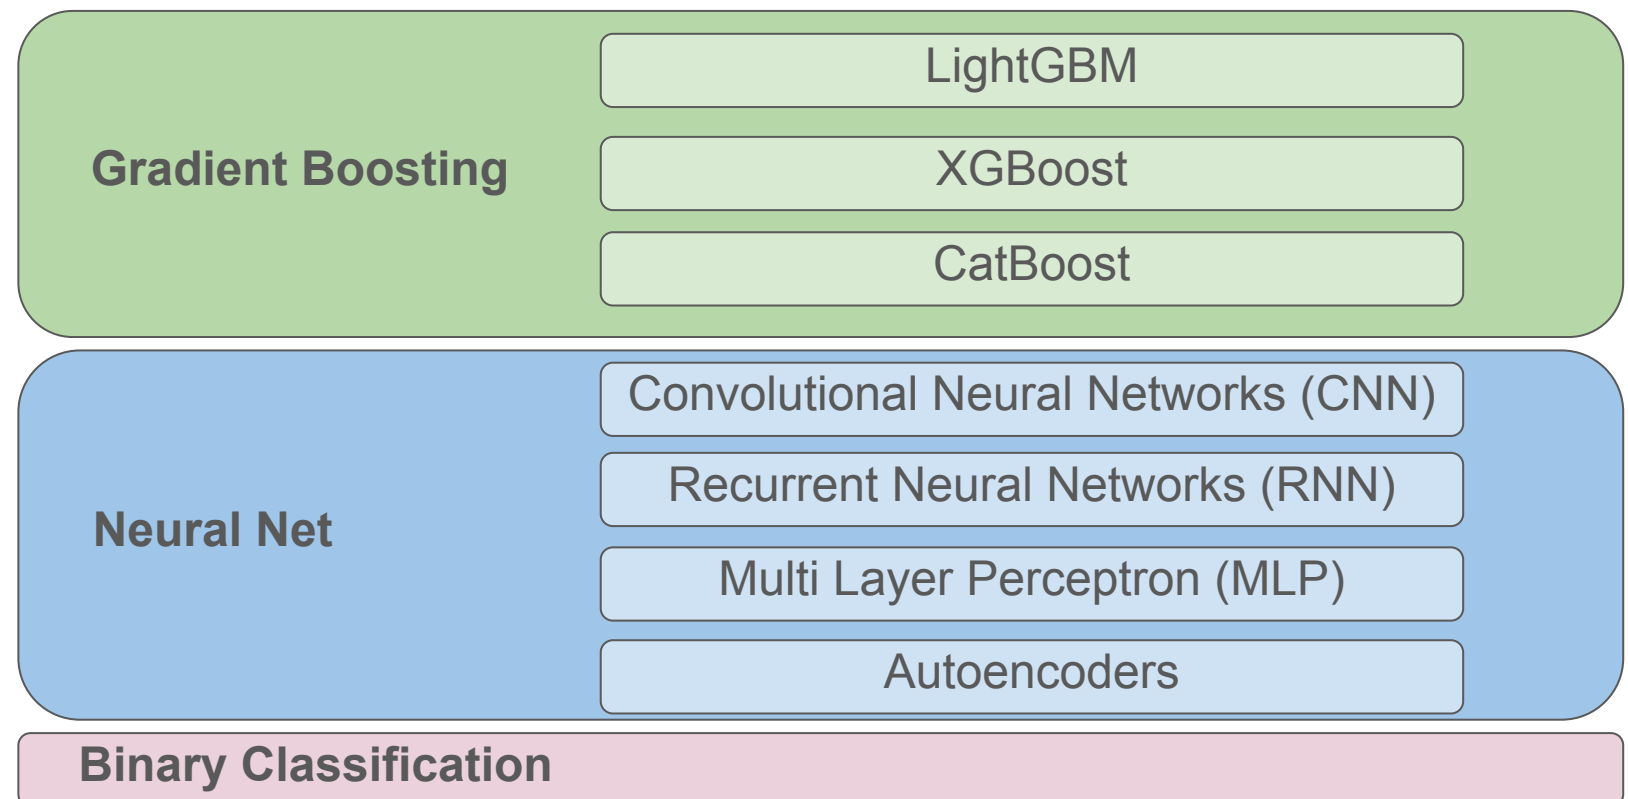 LightGBM
Gradient Boosting
XGBoost
CatBoost
Convolutional Neural Networks (CNN)
Recurrent Neural Networks (RNN)
Neural Net
Multi Layer Perceptron (MLP)
Autoencoders
Binary Classification